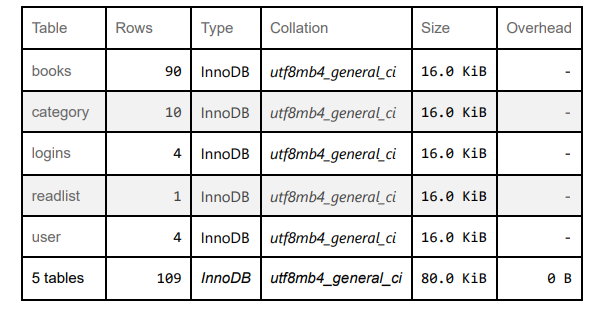 Table Rows Type Collation Size Overhead
books 90 InnoDB utf8mb4_general_ci 16.0 KiB -
category 10 InnoDB utf8mb4_general_ci 16.0 KiB -
logins 4 InnoDB utf8mb4_general_ci 16.0 KiB -
readlist 1 InnoDB utf8mb4_general_ci 16.0 KiB -
user 4 InnoDB utf8mb4_general_ci 16.0 KiB -
5 tables 109 InnoDB utf8mb4_general_ci 80.0 KiB 0 B